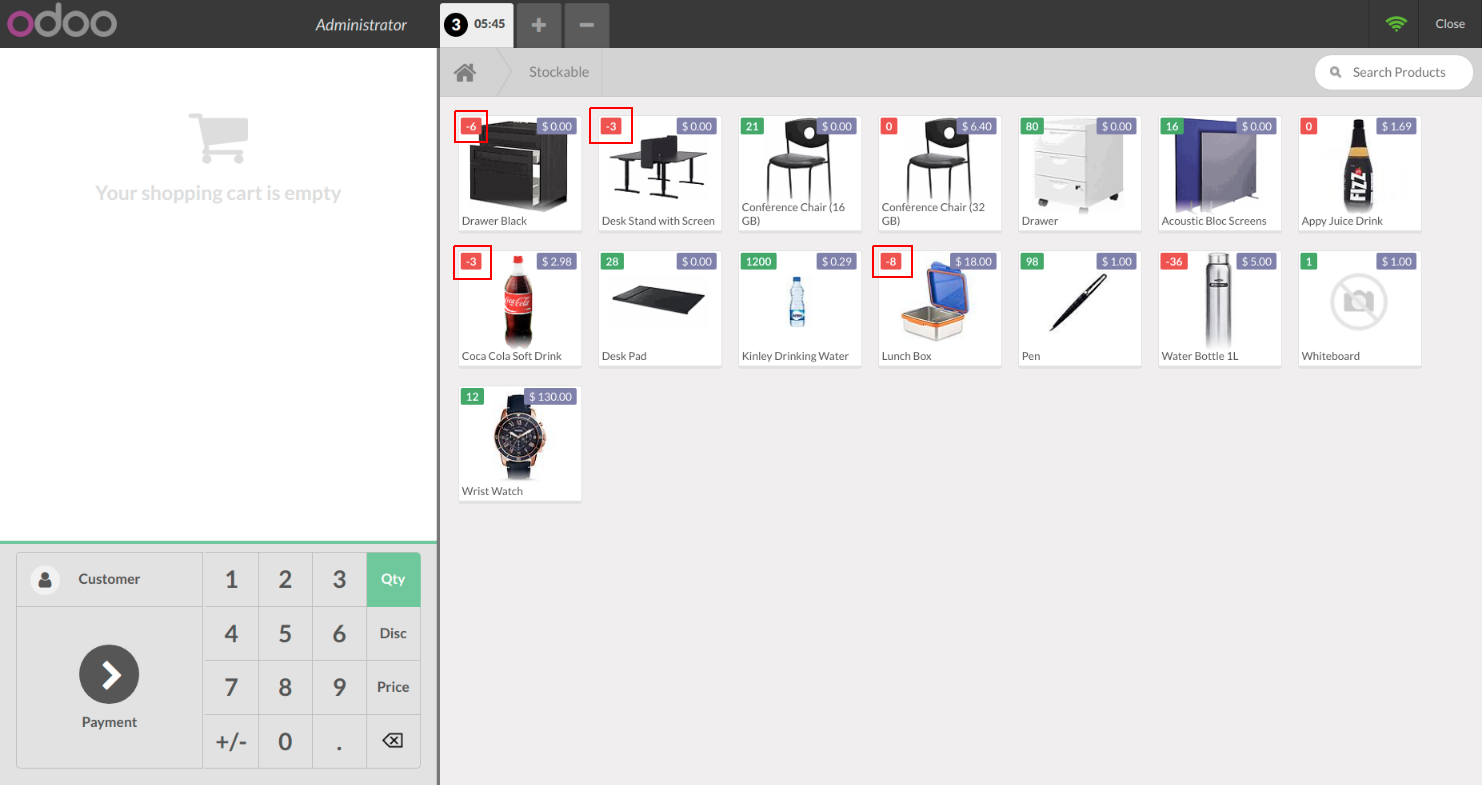 odoo
Administrator
3 05:45 + −
Close
Stockable
Search Products
Your shopping cart is empty
-6 $ 0.00
Drawer Black
-3 $ 0.00
Desk Stand with Screen
21 $ 0.00
Conference Chair (16
GB)
0 $ 6.40
Conference Chair (32
GB)
80 $ 0.00
Drawer
16 $ 0.00
Acoustic Bloc Screens
0 $ 1.69
FIZZ
Appy Juice Drink
-3 $ 2.98
Coca-Cola
Coca Cola Soft Drink
28 $ 0.00
Desk Pad
1200 $ 0.29
Kinley Drinking Water
-8 $ 18.00
Lunch Box
98 $ 1.00
Pen
-36 $ 5.00
Water Bottle 1L
1 $ 1.00
Whiteboard
12 $ 130.00
Wrist Watch
Customer
1 2 3 Qty
4 5 6 Disc
7 8 9 Price
+/- 0 .
Payment